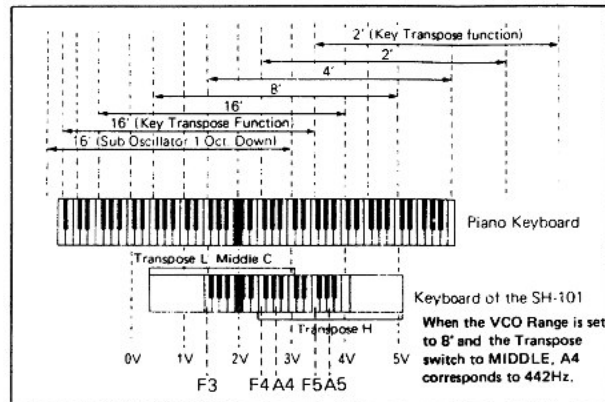 2' (Key Transpose function)
2'
4'
8'
16'
16' (Key Transpose Function)
16' (Sub Oscillator 1 Oct. Down)
Piano Keyboard
Transpose L Middle C
Keyboard of the SH-101
Transpose H
When the VCO Range is set
to 8' and the Transpose
switch to MIDDLE, A4
corresponds to 442Hz.
0V 1V 2V 3V 4V 5V
F3 F4 A4 F5 A5